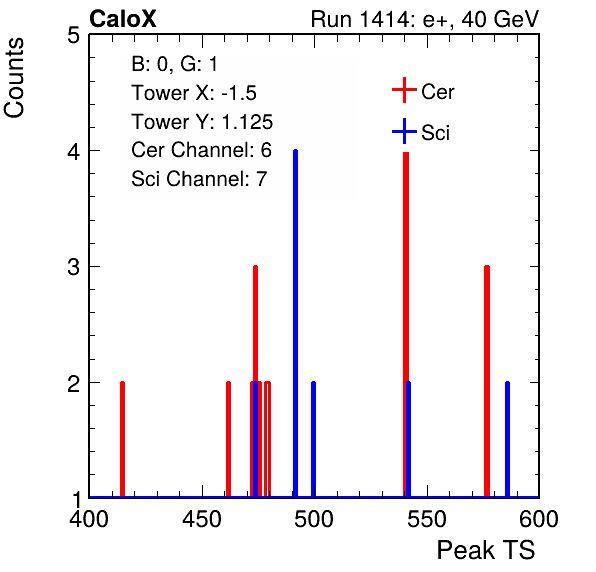 CaloX Run 1414: e+, 40 GeV
Counts
B: 0, G: 1
Tower X: -1.5
Tower Y: 1.125
Cer Channel: 6
Sci Channel: 7
Cer
Sci
5
4
3
2
1
400 450 500 550 600
Peak TS